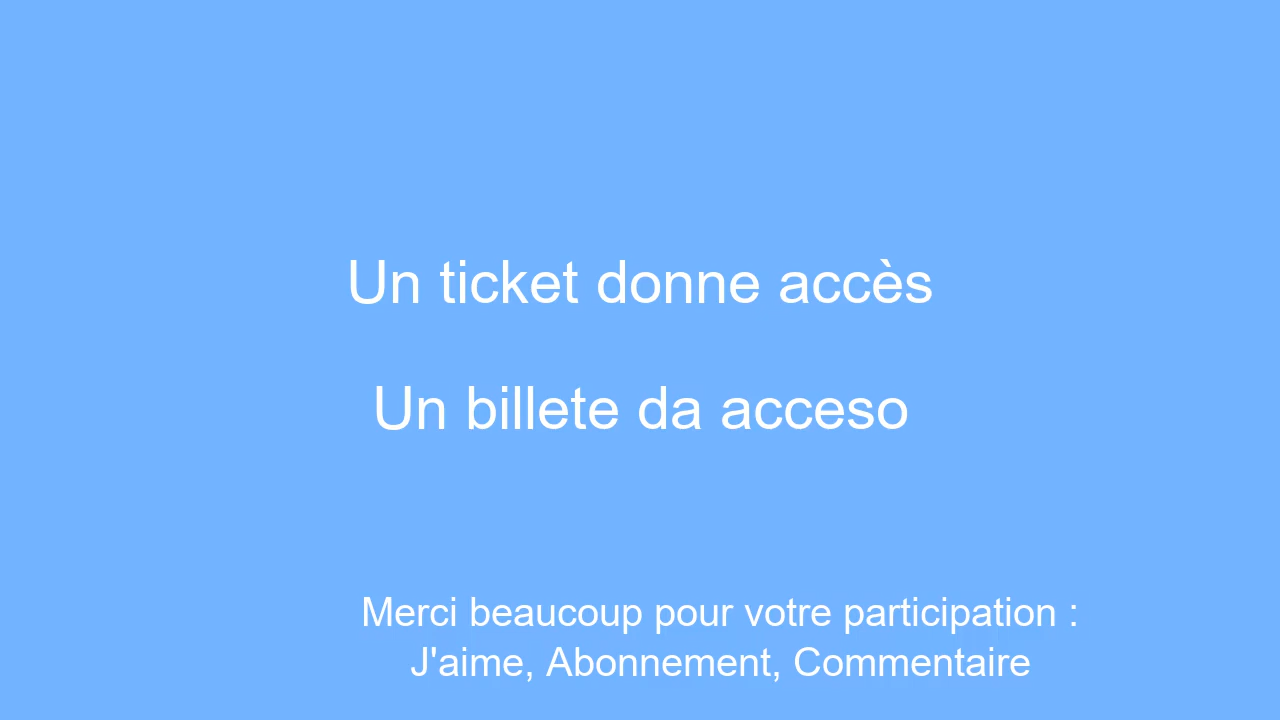 Un ticket donne accès
Un billete da acceso
Merci beaucoup pour votre participation :
J'aime, Abonnement, Commentaire